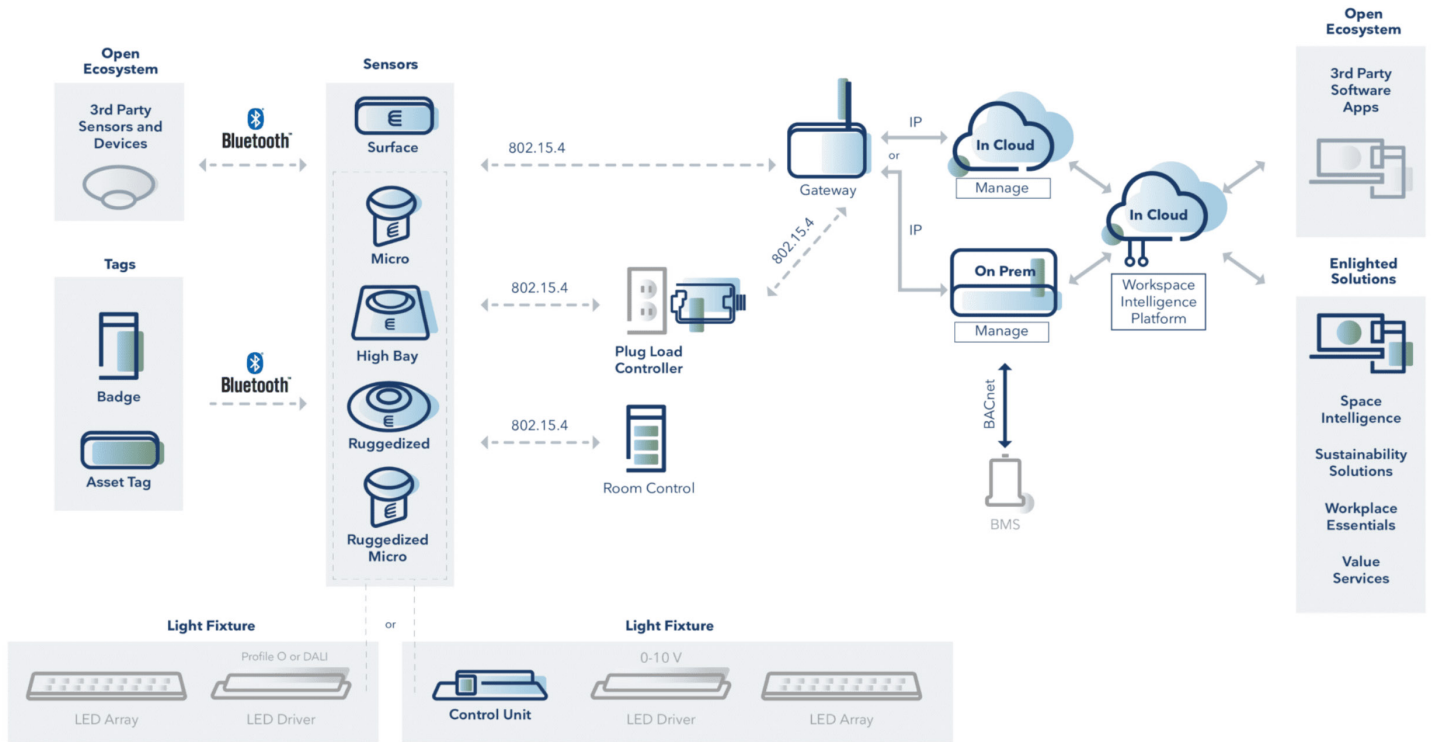 Open
Ecosystem
3rd Party
Sensors and
Devices
Bluetooth™
Tags
Badge
Asset Tag
Bluetooth™
Sensors
Surface
Micro
High Bay
Ruggedized
Ruggedized
Micro
802.15.4
802.15.4
802.15.4
802.15.4
Plug Load
Controller
Room Control
Gateway
IP
or
IP
In Cloud
Manage
On Prem
Manage
BACnet
BMS
In Cloud
Workspace
Intelligence
Platform
Open
Ecosystem
3rd Party
Software
Apps
Enlighted
Solutions
Space
Intelligence
Sustainability
Solutions
Workplace
Essentials
Value
Services
Light Fixture
Profile O or DALI
LED Array
LED Driver
or
Light Fixture
0-10 V
Control Unit
LED Driver
LED Array